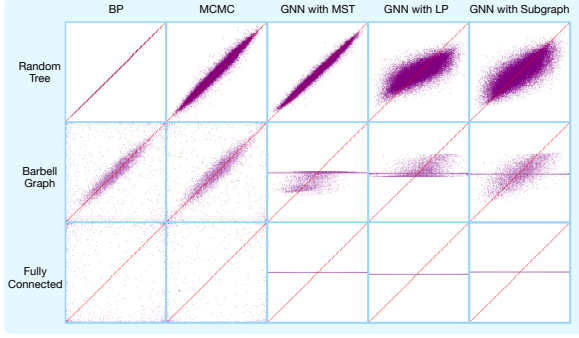 BP MCMC GNN with MST GNN with LP GNN with Subgraph
Random
Tree
Barbell
Graph
Fully
Connected